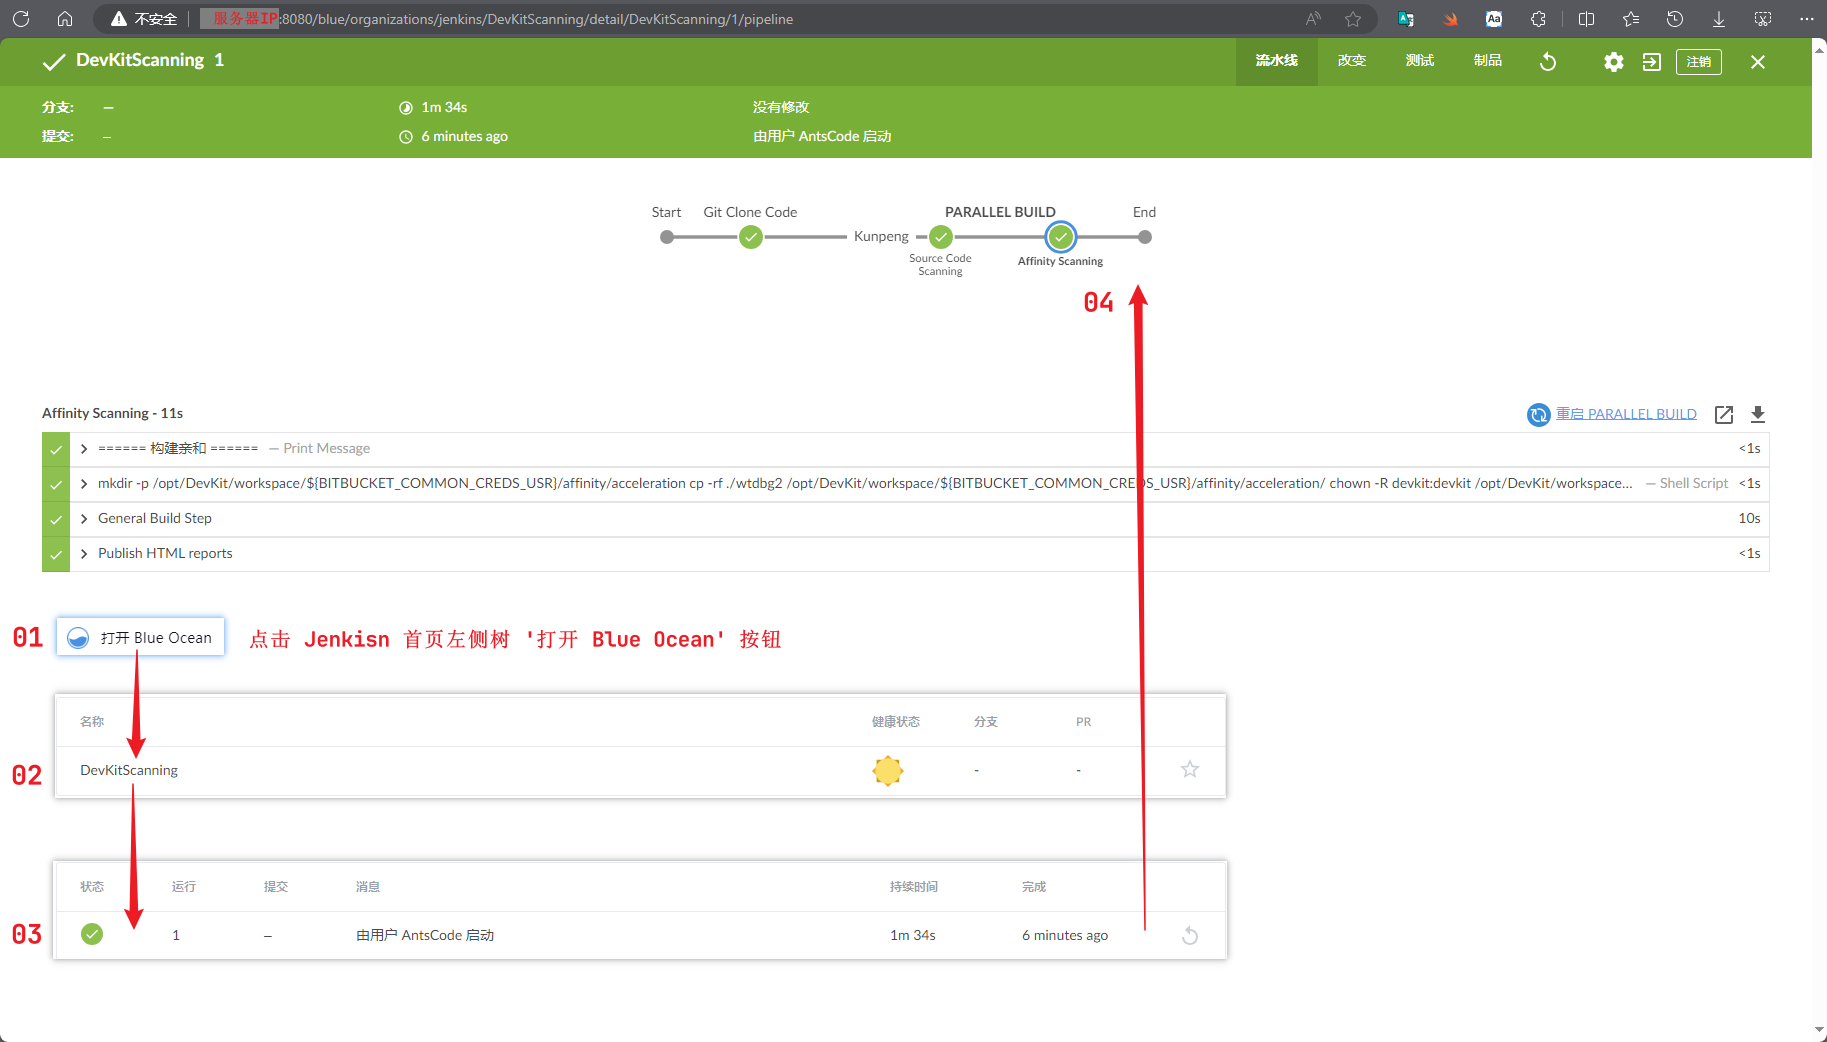 不安全
服务器IP:8080/blue/organizations/jenkins/DevKitScanning/detail/DevKitScanning/1/pipeline
DevKitScanning 1
流水线 改变 测试 制品 注销
分支: — 1m 34s 没有修改
提交: – 6 minutes ago 由用户 AntsCode 启动
Start Git Clone Code PARALLEL BUILD End
Kunpeng
Source Code
Scanning
Affinity Scanning
04
Affinity Scanning - 11s 重启 PARALLEL BUILD
====== 构建亲和 ====== — Print Message <1s
mkdir -p /opt/DevKit/workspace/${BITBUCKET_COMMON_CREDS_USR}/affinity/acceleration cp -rf ./wtdbg2 /opt/DevKit/workspace/${BITBUCKET_COMMON_CREDS_USR}/affinity/acceleration/ chown -R devkit:devkit /opt/DevKit/workspace... — Shell Script <1s
General Build Step 10s
Publish HTML reports <1s
01 打开 Blue Ocean 点击 Jenkisn 首页左侧树 '打开 Blue Ocean' 按钮
名称 健康状态 分支 PR
02 DevKitScanning - -
状态 运行 提交 消息 持续时间 完成
03 1 – 由用户 AntsCode 启动 1m 34s 6 minutes ago